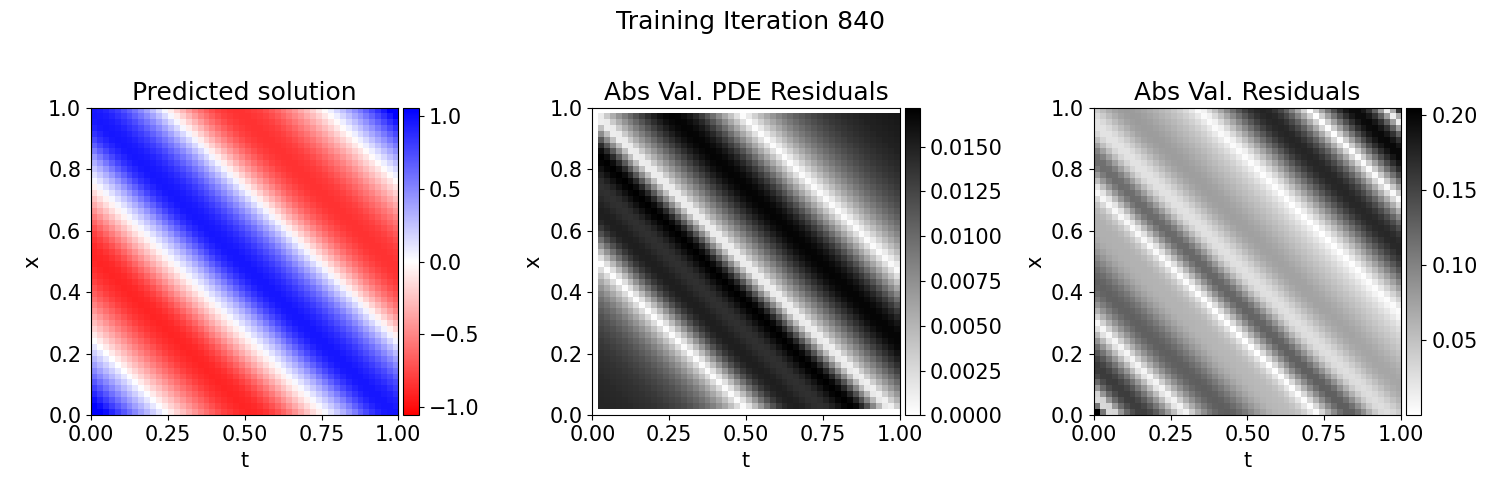 Training Iteration 840
Predicted solution
1.0
0.8
0.6
0.4
0.2
0.0
x
0.00 0.25 0.50 0.75 1.00
t
1.0
0.5
0.0
−0.5
−1.0
Abs Val. PDE Residuals
1.0
0.8
0.6
0.4
0.2
0.0
x
0.00 0.25 0.50 0.75 1.00
t
0.0150
0.0125
0.0100
0.0075
0.0050
0.0025
0.0000
Abs Val. Residuals
1.0
0.8
0.6
0.4
0.2
0.0
x
0.00 0.25 0.50 0.75 1.00
t
0.20
0.15
0.10
0.05